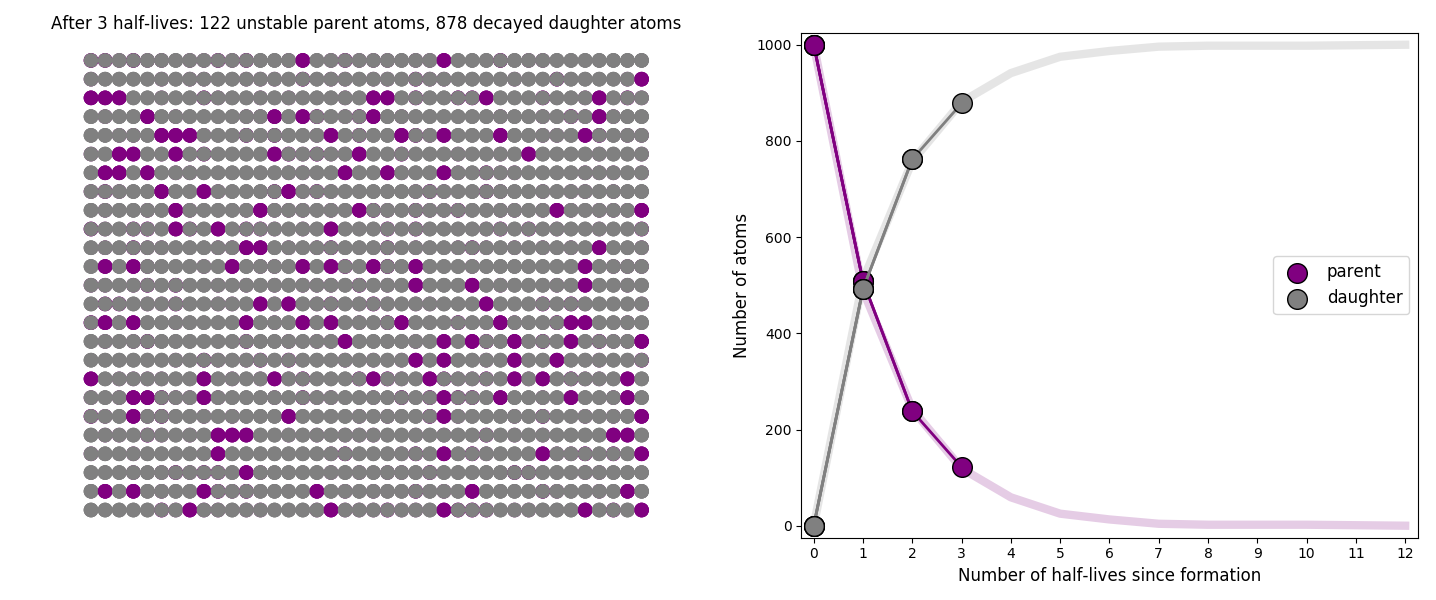 After 3 half-lives: 122 unstable parent atoms, 878 decayed daughter atoms
1000
800
600
400
200
0
Number of atoms
parent
daughter
0 1 2 3 4 5 6 7 8 9 10 11 12
Number of half-lives since formation